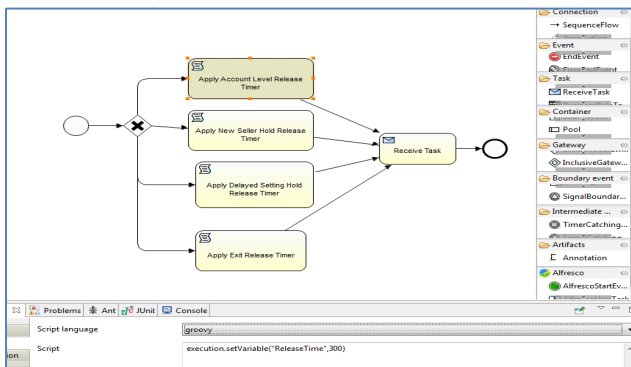 Connection
SequenceFlow
Event
EndEvent
Task
ReceiveTask
Container
Pool
Gateway
InclusiveGatew...
Boundary event
SignalBoundar...
Intermediate ...
TimerCatching...
Artifacts
Annotation
Alfresco
AlfrescoStartEv...
Apply Account Level Release
Timer
Apply New Seller Hold Release
Timer
Apply Delayed Setting Hold
Release Timer
Apply Exit Release Timer
Receive Task
Problems Ant JUnit Console
Script language groovy
Script execution.setVariable("ReleaseTime",300)
ion